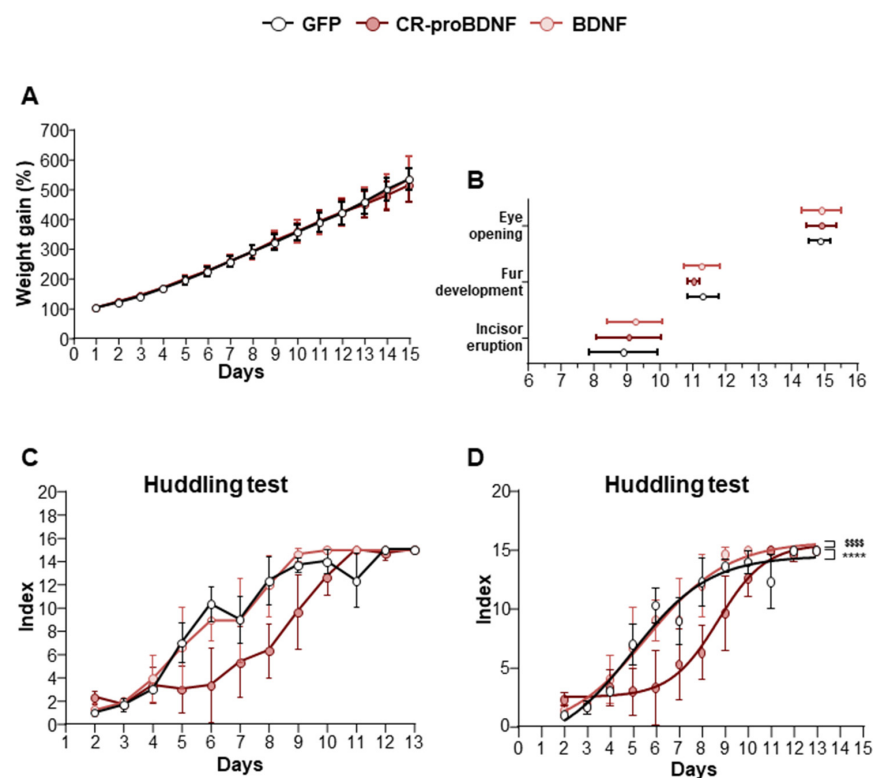 GFP CR-proBDNF BDNF
A
700
600
500
400
300
200
100
0
Weight gain (%)
0 1 2 3 4 5 6 7 8 9 10 11 12 13 14 15
Days
B
Eye
opening
Fur
development
Incisor
eruption
6 7 8 9 10 11 12 13 14 15 16
C
Huddling test
20
18
16
14
12
10
8
6
4
2
0
Index
1 2 3 4 5 6 7 8 9 10 11 12 13
Days
D
Huddling test
20
15
10
5
0
Index
$$$$
****
0 1 2 3 4 5 6 7 8 9 10 11 12 13 14 15
Days